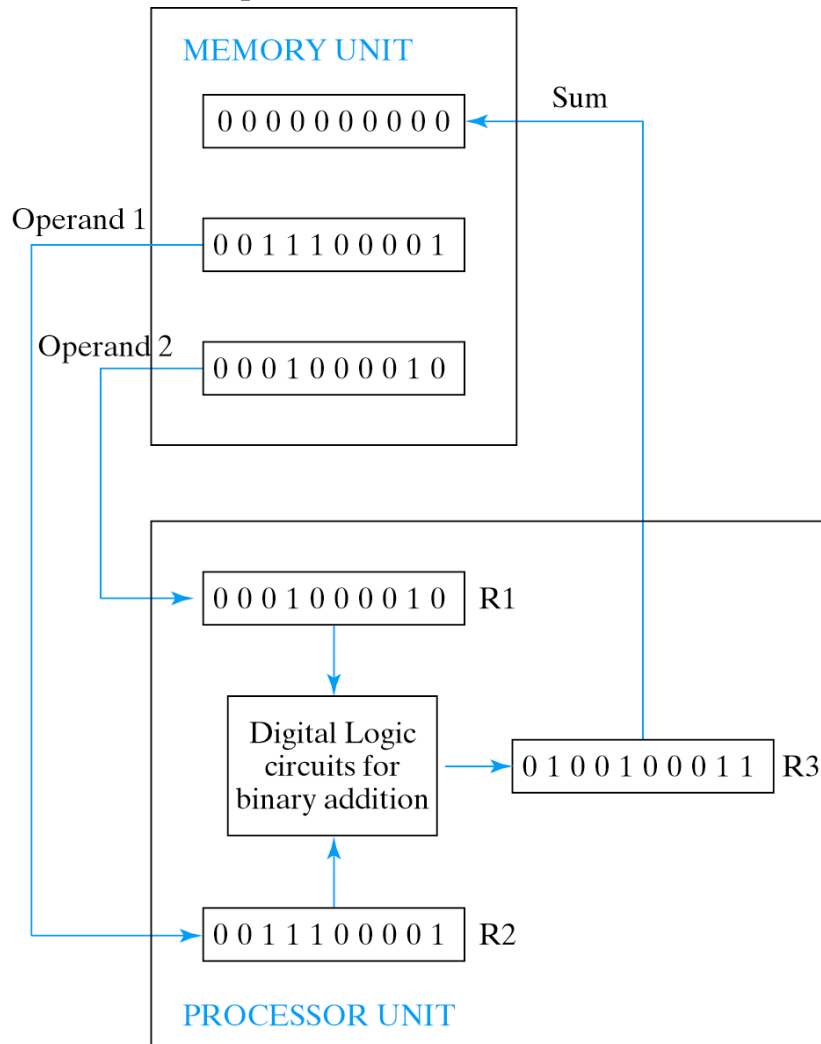 MEMORY UNIT
Sum
0 0 0 0 0 0 0 0 0 0
Operand 1
0 0 1 1 1 0 0 0 0 1
Operand 2
0 0 0 1 0 0 0 0 1 0
0 0 0 1 0 0 0 0 1 0 R1
Digital Logic
circuits for
binary addition
0 1 0 0 1 0 0 0 1 1 R3
0 0 1 1 1 0 0 0 0 1 R2
PROCESSOR UNIT